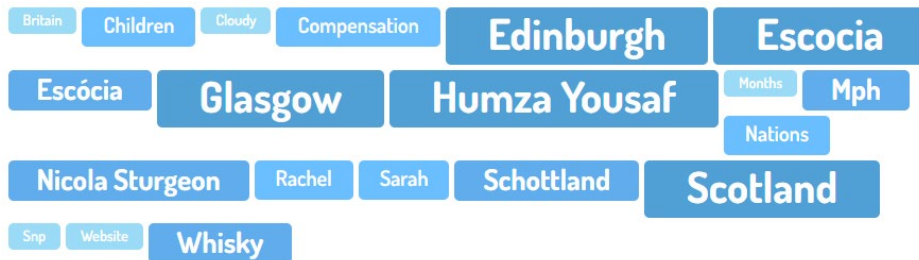 Britain Children Cloudy Compensation Edinburgh Escocia
Escócia Glasgow Humza Yousaf Months Mph
Nations
Nicola Sturgeon Rachel Sarah Schottland Scotland
Snp Website Whisky